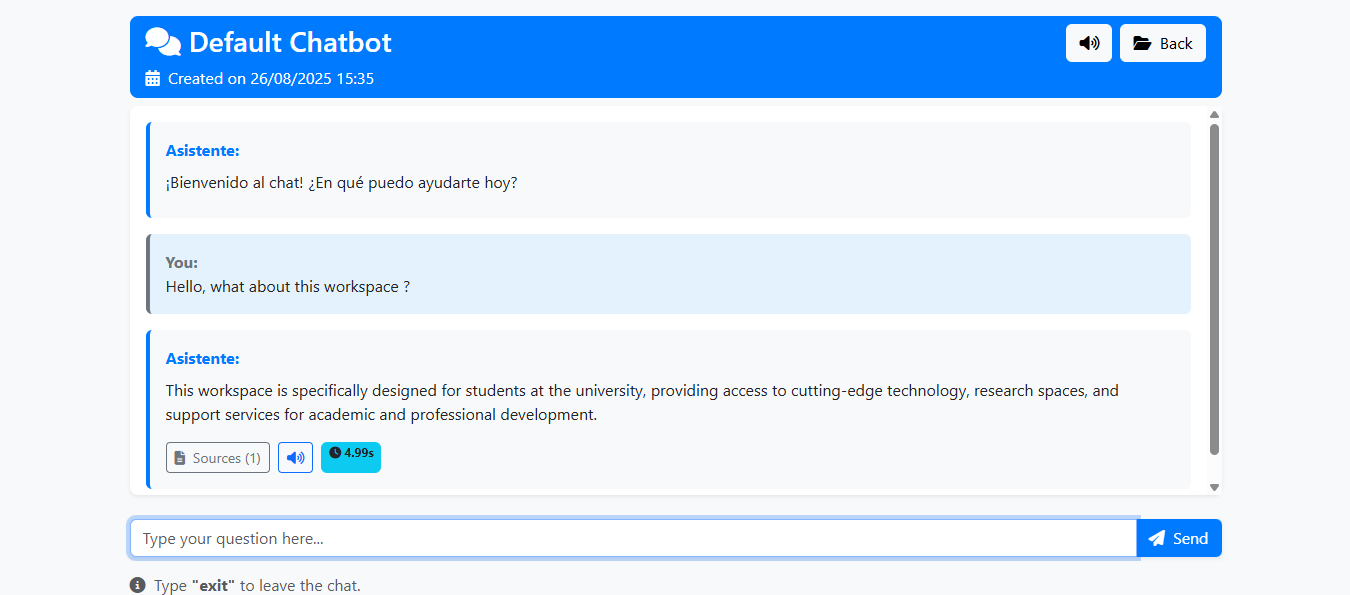 Default Chatbot
Back
Created on 26/08/2025 15:35
Asistente:
¡Bienvenido al chat! ¿En qué puedo ayudarte hoy?
You:
Hello, what about this workspace ?
Asistente:
This workspace is specifically designed for students at the university, providing access to cutting-edge technology, research spaces, and
support services for academic and professional development.
Sources (1)
4.99s
Type your question here...
Send
Type "exit" to leave the chat.